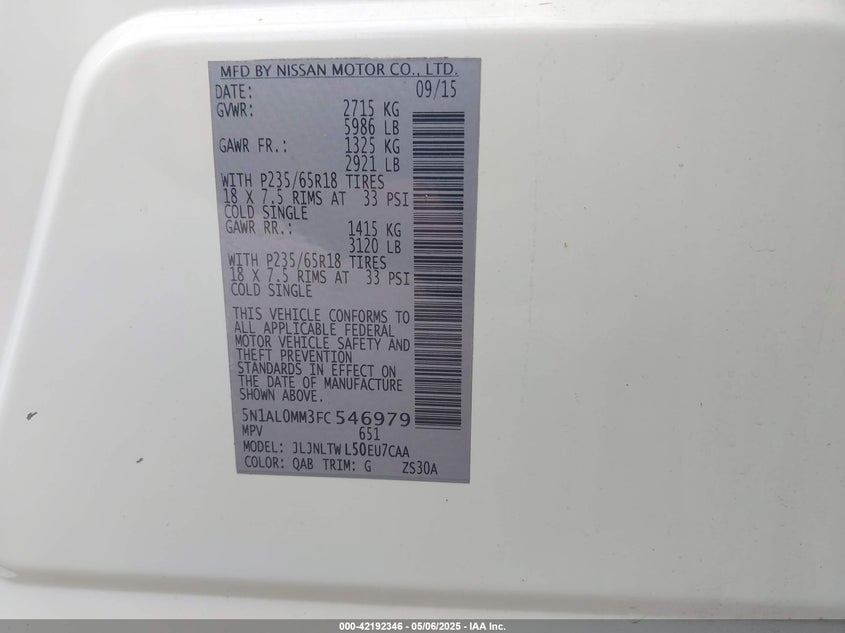 MFD BY NISSAN MOTOR CO., LTD.
DATE: 09/15
GVWR: 2715 KG
5986 LB
GAWR FR.: 1325 KG
2921 LB
WITH P235/65R18 TIRES
18 X 7.5 RIMS AT 33 PSI
COLD SINGLE
GAWR RR.: 1415 KG
3120 LB
WITH P235/65R18 TIRES
18 X 7.5 RIMS AT 33 PSI
COLD SINGLE
THIS VEHICLE CONFORMS TO
ALL APPLICABLE FEDERAL
MOTOR VEHICLE SAFETY AND
THEFT PREVENTION
STANDARDS IN EFFECT ON
THE DATE OF MANUFACTURE
SHOWN ABOVE.
5N1AL0MM3FC546979
MPV 651
MODEL: JLJNLTWL50EU7CAA
COLOR: QAB TRIM: G ZS30A
000-42192346 - 05/06/2025 - IAA Inc.